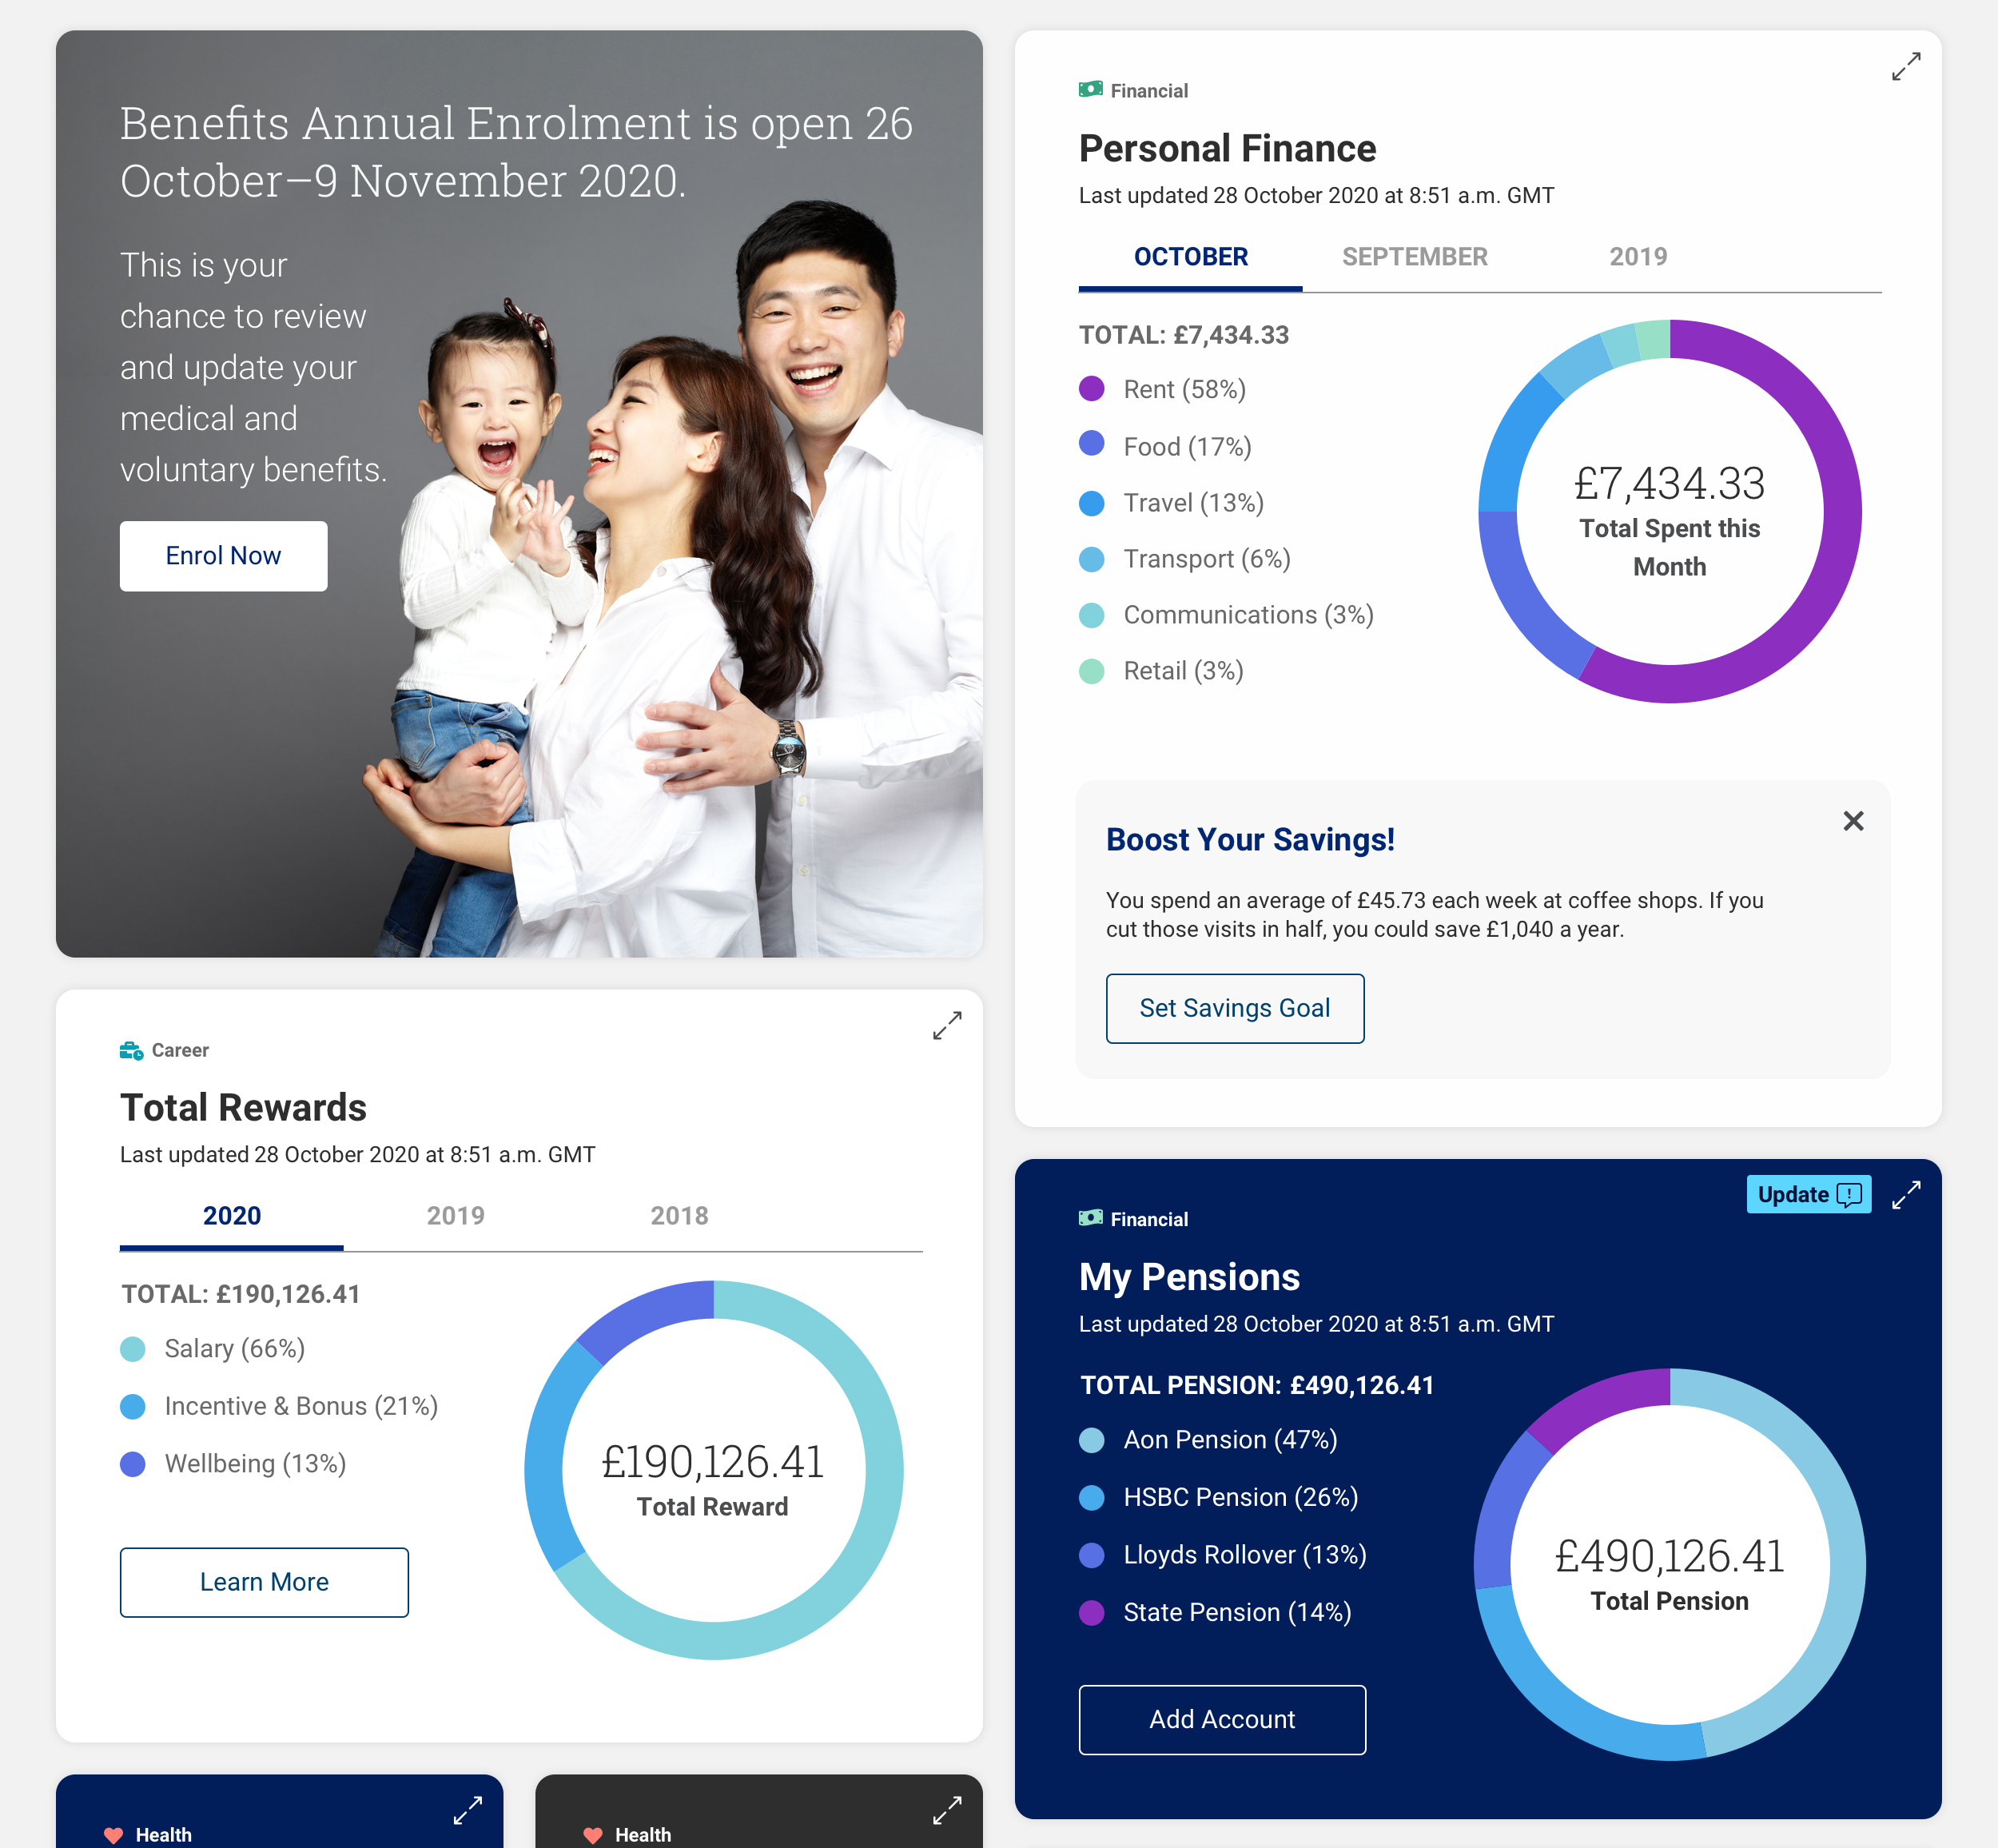 Benefits Annual Enrolment is open 26
October–9 November 2020.
This is your
chance to review
and update your
medical and
voluntary benefits.
Enrol Now
Financial
Personal Finance
Last updated 28 October 2020 at 8:51 a.m. GMT
OCTOBER SEPTEMBER 2019
TOTAL: £7,434.33
Rent (58%)
Food (17%)
Travel (13%)
Transport (6%)
Communications (3%)
Retail (3%)
£7,434.33
Total Spent this
Month
Boost Your Savings!
You spend an average of £45.73 each week at coffee shops. If you
cut those visits in half, you could save £1,040 a year.
Set Savings Goal
Career
Total Rewards
Last updated 28 October 2020 at 8:51 a.m. GMT
2020 2019 2018
TOTAL: £190,126.41
Salary (66%)
Incentive & Bonus (21%)
Wellbeing (13%)
£190,126.41
Total Reward
Learn More
Update
Financial
My Pensions
Last updated 28 October 2020 at 8:51 a.m. GMT
TOTAL PENSION: £490,126.41
Aon Pension (47%)
HSBC Pension (26%)
Lloyds Rollover (13%)
State Pension (14%)
£490,126.41
Total Pension
Add Account
Health
Health